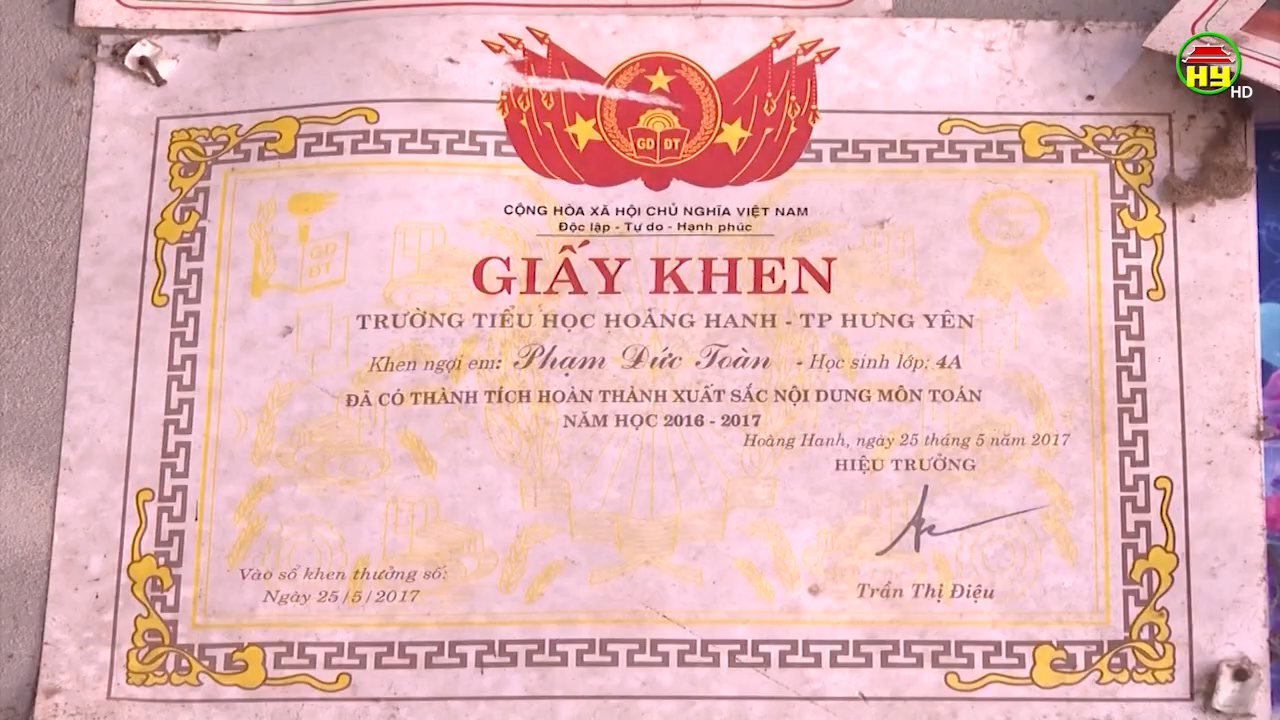 HY
HD
GD ĐT
CỘNG HÒA XÃ HỘI CHỦ NGHĨA VIỆT NAM
Độc lập - Tự do - Hạnh phúc
GD
ĐT
GIẤY KHEN
TRƯỜNG TIỂU HỌC HOÀNG HANH - TP HƯNG YÊN
Khen ngợi em: Phạm Đức Toàn - Học sinh lớp: 4A
ĐÃ CÓ THÀNH TÍCH HOÀN THÀNH XUẤT SẮC NỘI DUNG MÔN TOÁN
NĂM HỌC 2016 - 2017
Hoàng Hanh, ngày 25 tháng 5 năm 2017
HIỆU TRƯỞNG
Vào sổ khen thưởng số:
Ngày 25/5/2017
Trần Thị Điệu